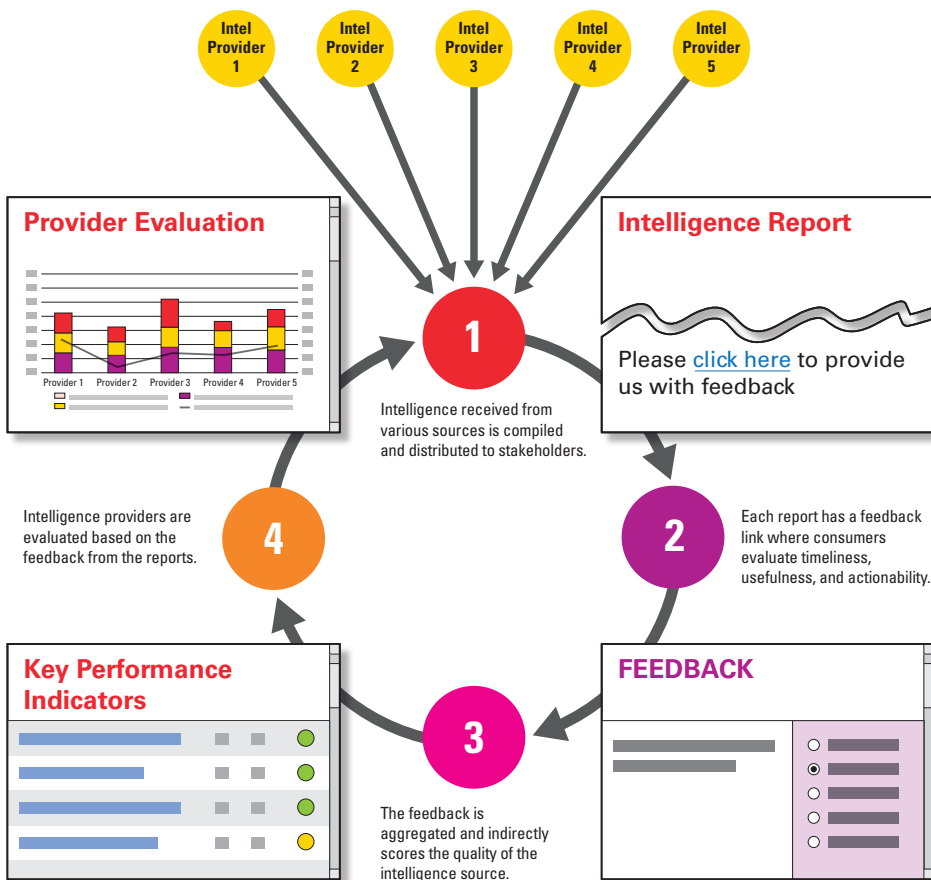 Intel
Provider
1
Intel
Provider
2
Intel
Provider
3
Intel
Provider
4
Intel
Provider
5
Provider Evaluation
Provider 1 Provider 2 Provider 3 Provider 4 Provider 5
Intelligence Report
Please click here to provide
us with feedback
1
Intelligence received from
various sources is compiled
and distributed to stakeholders.
2
Each report has a feedback
link where consumers
evaluate timeliness,
usefulness, and actionability.
FEEDBACK
3
The feedback is
aggregated and indirectly
scores the quality of the
intelligence source.
Key Performance
Indicators
4
Intelligence providers are
evaluated based on the
feedback from the reports.